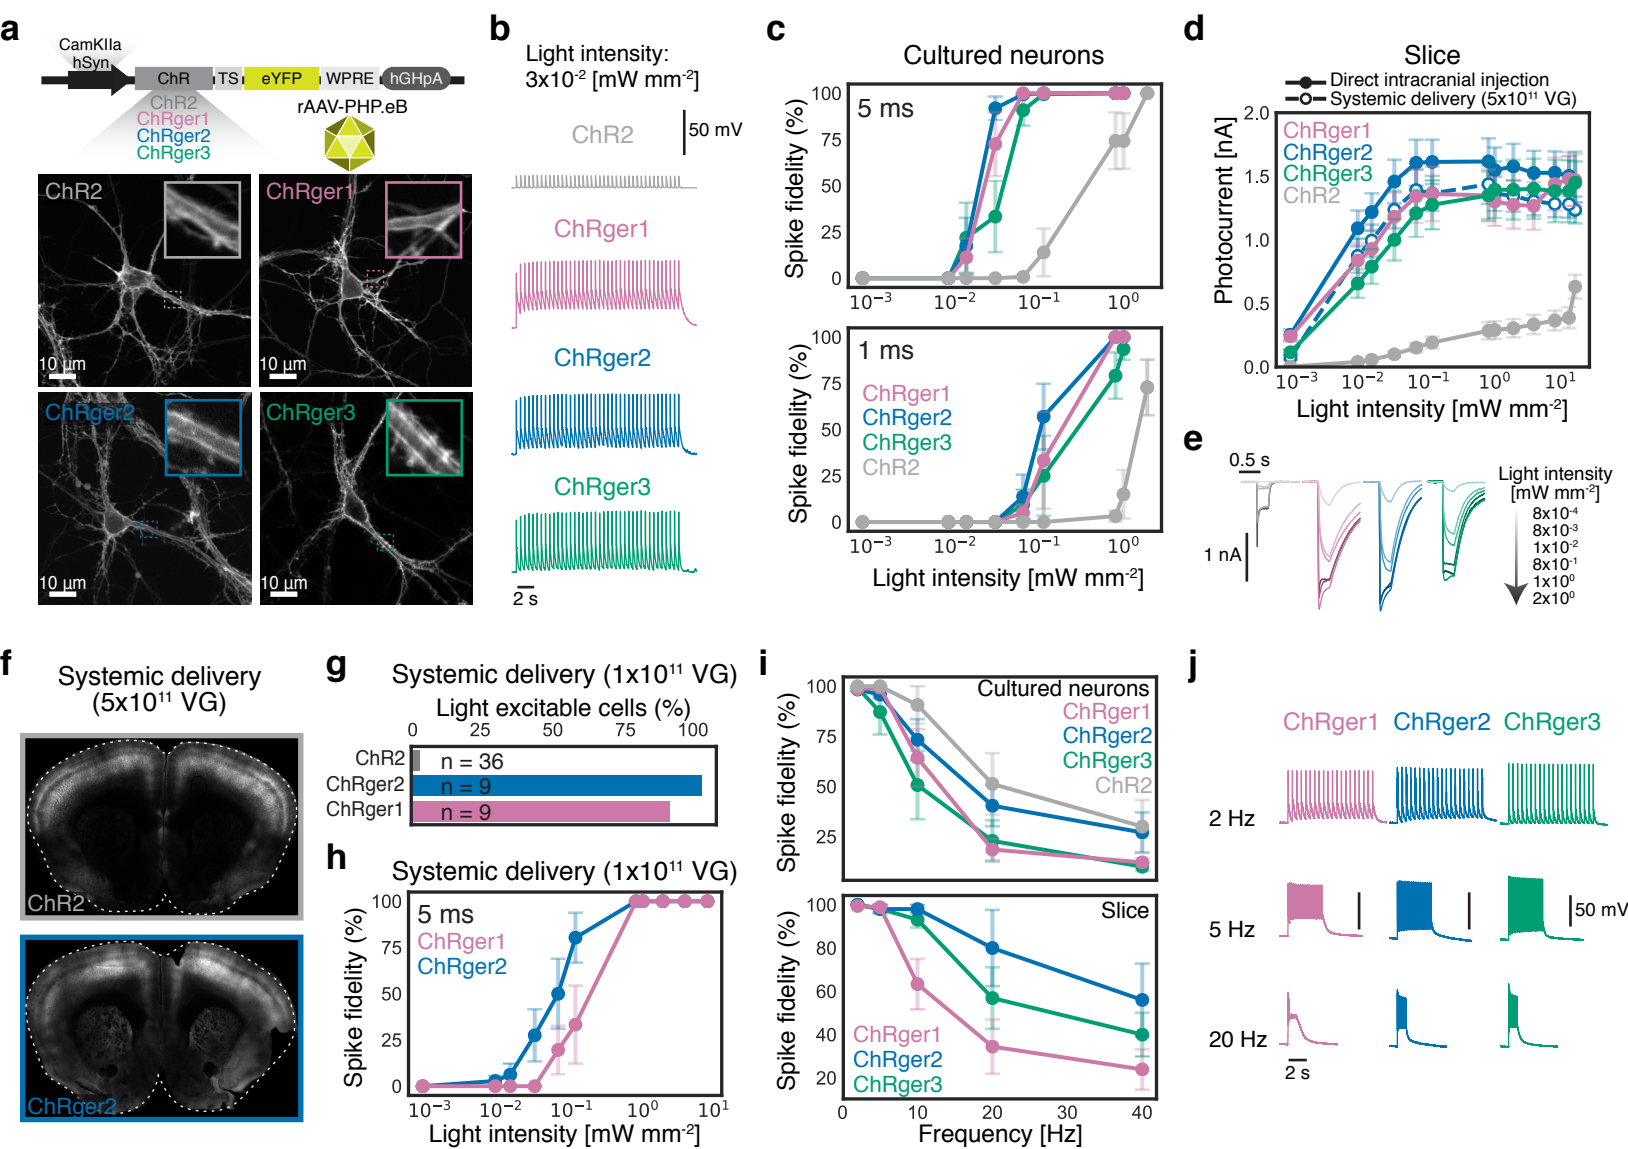 a
CamKIIa
hSyn
ChR
TS
eYFP
WPRE
hGHpA
ChR2
ChRger1
ChRger2
ChRger3
rAAV-PHP.eB
ChR2
10 μm
ChRger1
10 μm
ChRger2
10 μm
ChRger3
10 μm
b
Light intensity:
3x10⁻² [mW mm⁻²]
ChR2
50 mV
ChRger1
ChRger2
ChRger3
2 s
c
Cultured neurons
Spike fidelity (%)
100
75
50
25
0
5 ms
10⁻³
10⁻²
10⁻¹
10⁰
Spike fidelity (%)
100
75
50
25
0
1 ms
ChRger1
ChRger2
ChRger3
ChR2
10⁻³
10⁻²
10⁻¹
10⁰
Light intensity [mW mm⁻²]
d
Slice
Direct intracranial injection
Systemic delivery (5x10¹¹ VG)
Photocurrent [nA]
2.0
1.5
1.0
0.5
0.0
ChRger1
ChRger2
ChRger3
ChR2
10⁻³
10⁻²
10⁻¹
10⁰
10¹
Light intensity [mW mm⁻²]
e
0.5 s
1 nA
Light intensity
[mW mm⁻²]
8x10⁻⁴
8x10⁻³
1x10⁻²
8x10⁻¹
1x10⁰
2x10⁰
f
Systemic delivery
(5x10¹¹ VG)
ChR2
ChRger2
g
Systemic delivery (1x10¹¹ VG)
Light excitable cells (%)
0
25
50
75
100
ChR2
n = 36
ChRger2
n = 9
ChRger1
n = 9
h
Systemic delivery (1x10¹¹ VG)
Spike fidelity (%)
100
75
50
25
0
5 ms
ChRger1
ChRger2
10⁻³
10⁻²
10⁻¹
10⁰
10¹
Light intensity [mW mm⁻²]
i
Spike fidelity (%)
100
75
50
25
Cultured neurons
ChRger1
ChRger2
ChRger3
ChR2
Spike fidelity (%)
100
80
60
40
20
Slice
ChRger1
ChRger2
ChRger3
0
10
20
30
40
Frequency [Hz]
j
ChRger1
ChRger2
ChRger3
2 Hz
5 Hz
50 mV
20 Hz
2 s